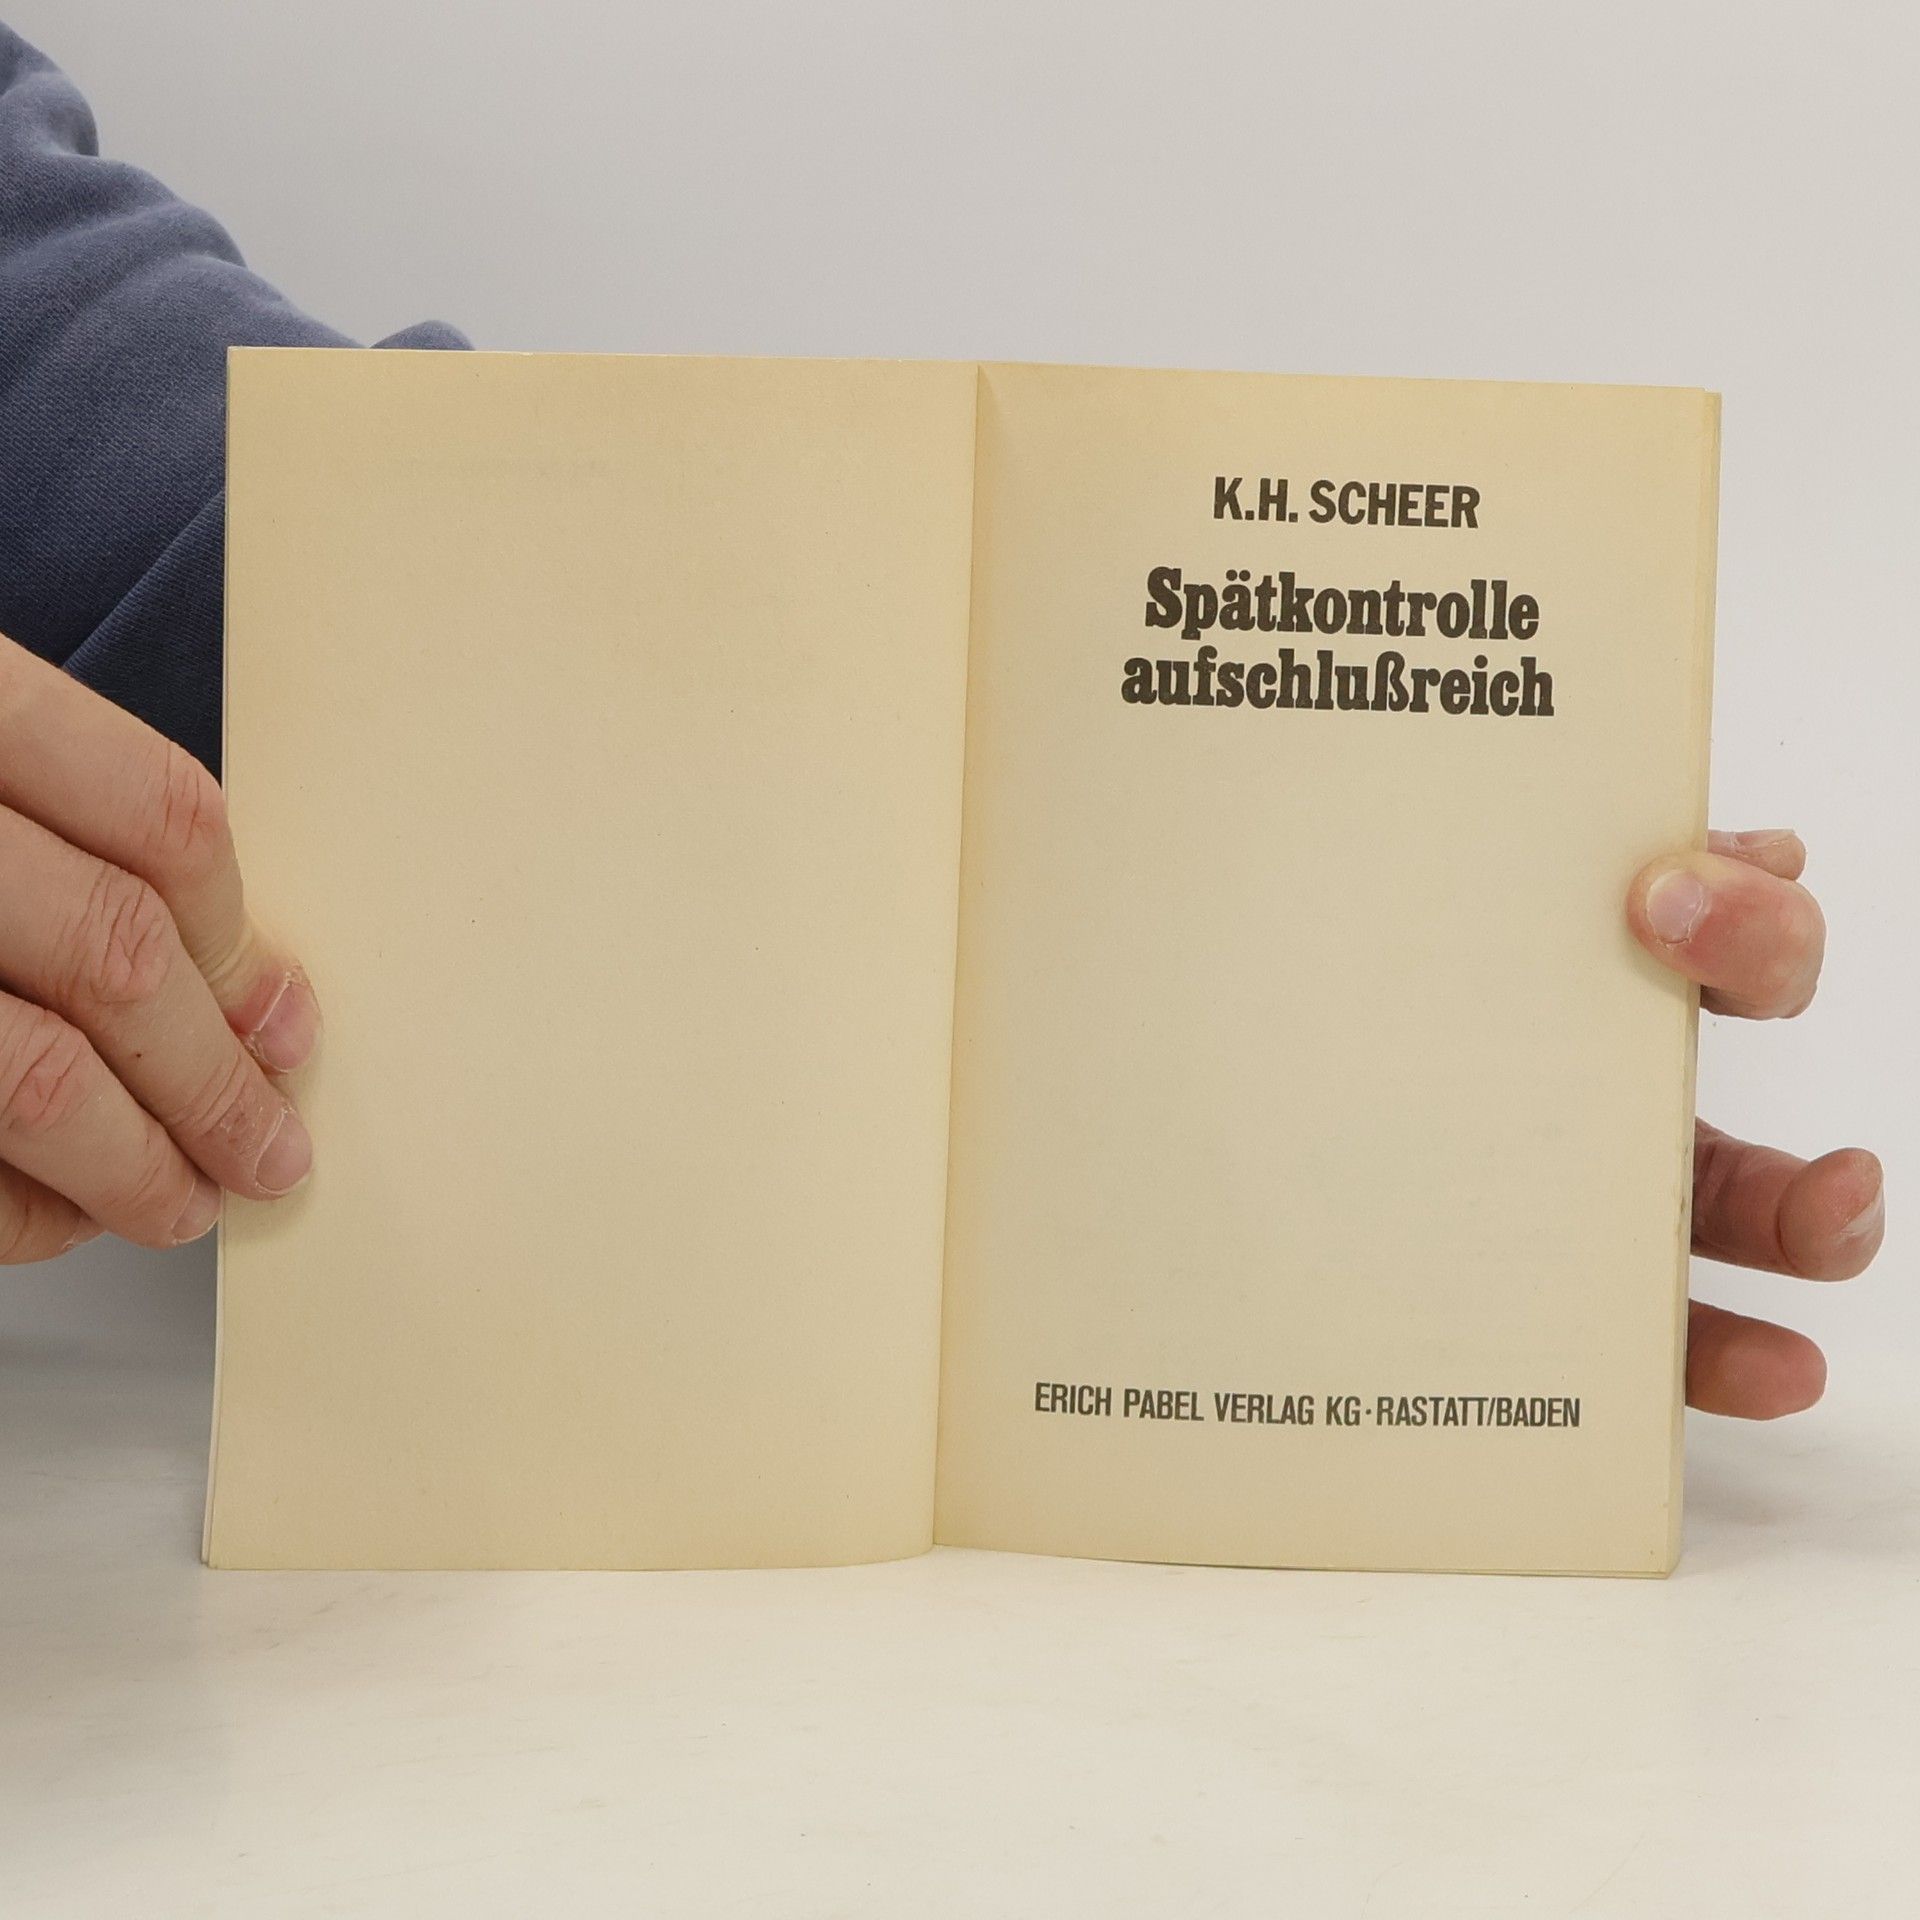 K.H. SCHEER
Spätkontrolle
aufschlußreich
ERICH PABEL VERLAG KG·RASTATT/BADEN